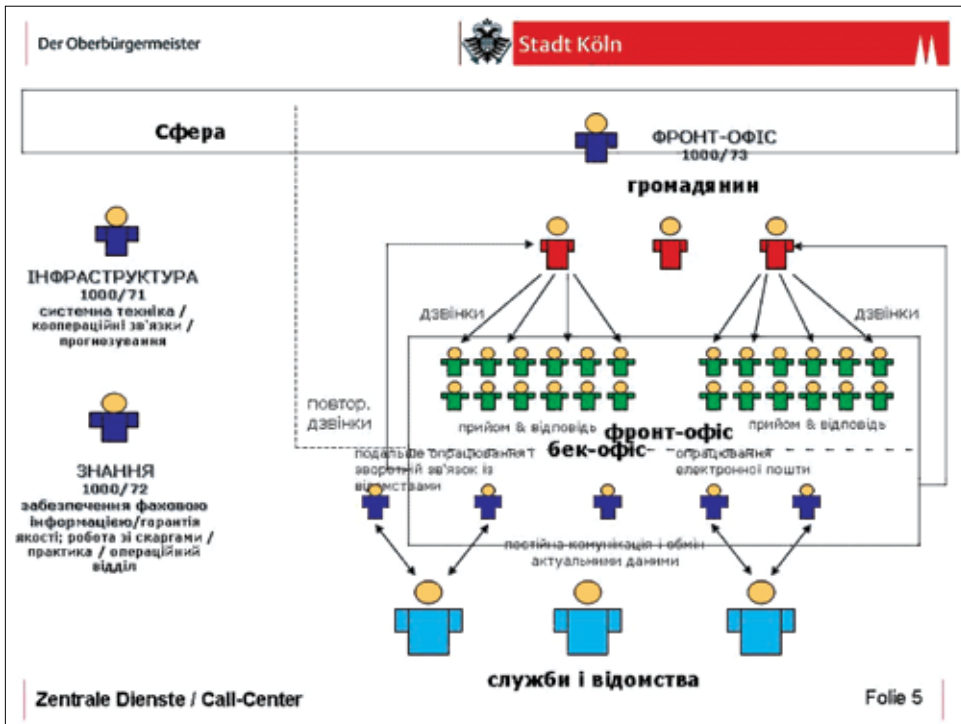 Der Oberbürgermeister
Stadt Köln
Сфера
ФРОНТ-ОФІС
1000/73
громадянин
ІНФРАСТРУКТУРА
1000/71
системна техніка /
коопераційні зв'язки /
прогнозування
дзвінки
дзвінки
повтор.
дзвінки
прийом & відповідь
прийом & відповідь
фронт-офіс
бек-офіс
подальше опрацювання і
зворотній зв'язок із
відомствами
опрацювання
електронної пошти
ЗНАННЯ
1000/72
забезпечення фаховою
інформацією/гарантія
якості; робота зі скаргами /
практика / операційний
відділ
постійна комунікація і обмін
актуальними даними
служби і відомства
Zentrale Dienste / Call-Center
Folie 5